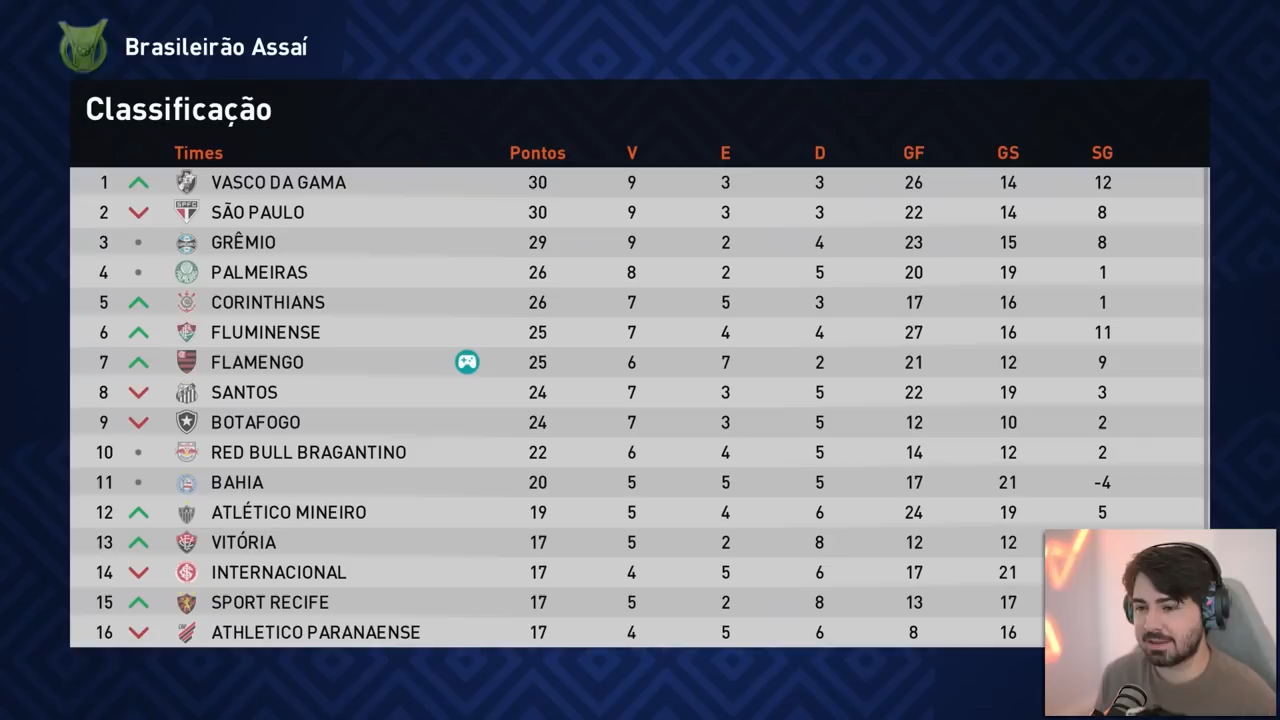 Brasileirão Assaí
Classificação
Times Pontos V E D GF GS SG
1 VASCO DA GAMA 30 9 3 3 26 14 12
2 SÃO PAULO 30 9 3 3 22 14 8
3 GRÊMIO 29 9 2 4 23 15 8
4 PALMEIRAS 26 8 2 5 20 19 1
5 CORINTHIANS 26 7 5 3 17 16 1
6 FLUMINENSE 25 7 4 4 27 16 11
7 FLAMENGO 25 6 7 2 21 12 9
8 SANTOS 24 7 3 5 22 19 3
9 BOTAFOGO 24 7 3 5 12 10 2
10 RED BULL BRAGANTINO 22 6 4 5 14 12 2
11 BAHIA 20 5 5 5 17 21 -4
12 ATLÉTICO MINEIRO 19 5 4 6 24 19 5
13 VITÓRIA 17 5 2 8 12 12
14 INTERNACIONAL 17 4 5 6 17 21
15 SPORT RECIFE 17 5 2 8 13 17
16 ATHLETICO PARANAENSE 17 4 5 6 8 16